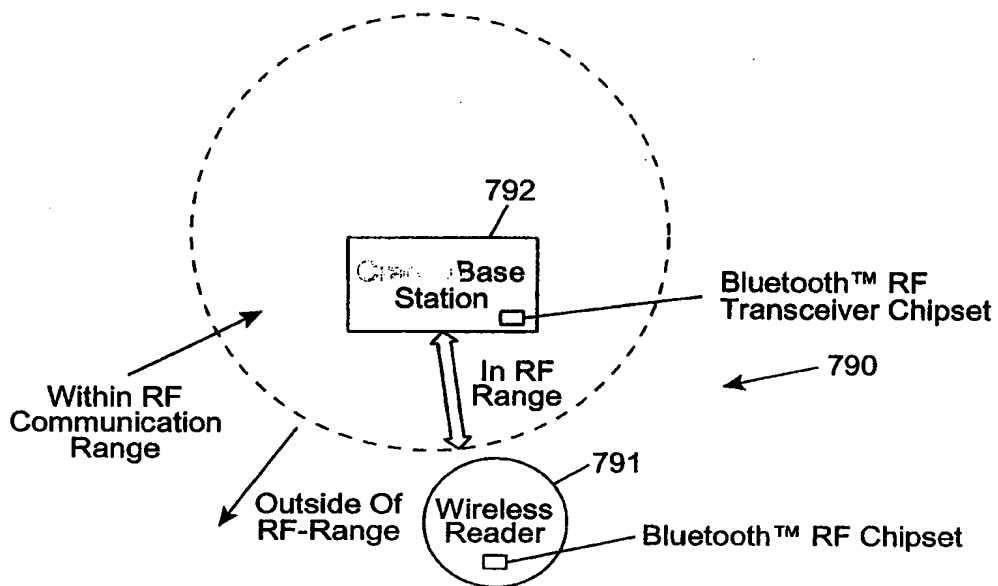 792
Base
Station
Bluetooth™ RF
Transceiver Chipset
In RF
Range
790
Within RF
Communication
Range
791
Outside Of
RF-Range
Wireless
Reader
Bluetooth™ RF Chipset